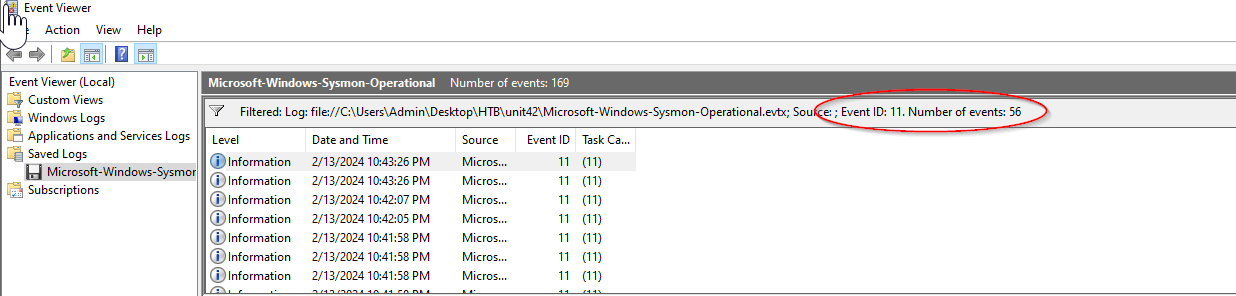 Event Viewer
Action View Help
Event Viewer (Local)
Custom Views
Windows Logs
Applications and Services Logs
Saved Logs
Microsoft-Windows-Sysmor
Subscriptions
Microsoft-Windows-Sysmon-Operational Number of events: 169
Filtered: Log: file://C:\Users\Admin\Desktop\HTB\unit42\Microsoft-Windows-Sysmon-Operational.evtx; Source: ; Event ID: 11. Number of events: 56
Level Date and Time Source Event ID Task Ca...
Information 2/13/2024 10:43:26 PM Micros... 11 (11)
Information 2/13/2024 10:43:26 PM Micros... 11 (11)
Information 2/13/2024 10:42:07 PM Micros... 11 (11)
Information 2/13/2024 10:42:05 PM Micros... 11 (11)
Information 2/13/2024 10:41:58 PM Micros... 11 (11)
Information 2/13/2024 10:41:58 PM Micros... 11 (11)
Information 2/13/2024 10:41:58 PM Micros... 11 (11)